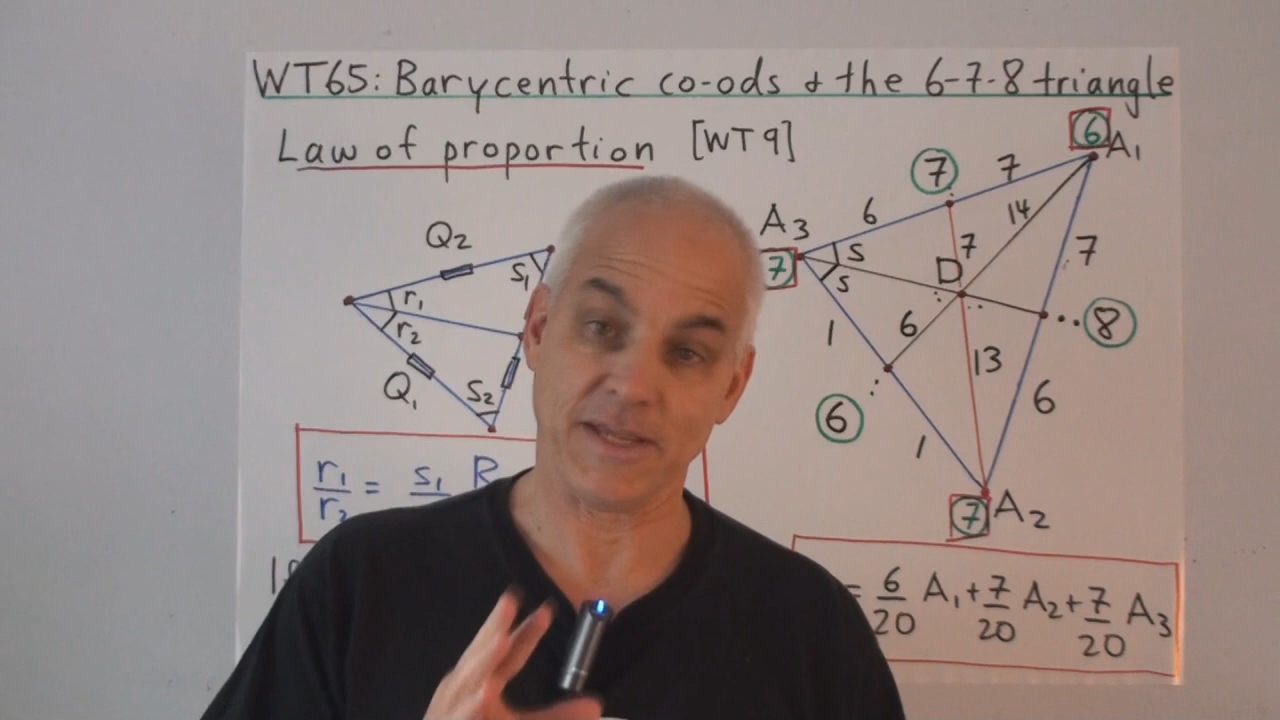 WT65: Barycentric co-ods & the 6-7-8 triangle
Law of proportion [WT9]
Q2
r1
r2
Q1
S1
S2
r1/r2 = S1 R
6 A1
7 7
6
14
A3
7
S
S
7
D
7
8
1
6
13
6
6
1
7 A2
= 6/20 A1 + 7/20 A2 + 7/20 A3